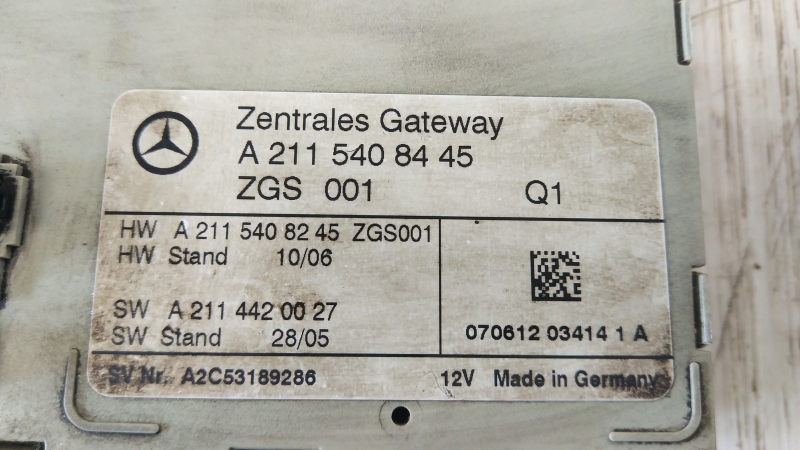 Zentrales Gateway
A 211 540 84 45
ZGS 001 Q1
HW A 211 540 82 45 ZGS001
HW Stand 10/06
SW A 211 442 00 27
SW Stand 28/05
070612 03414 1 A
SV Nr. A2C53189286 12V Made in Germany